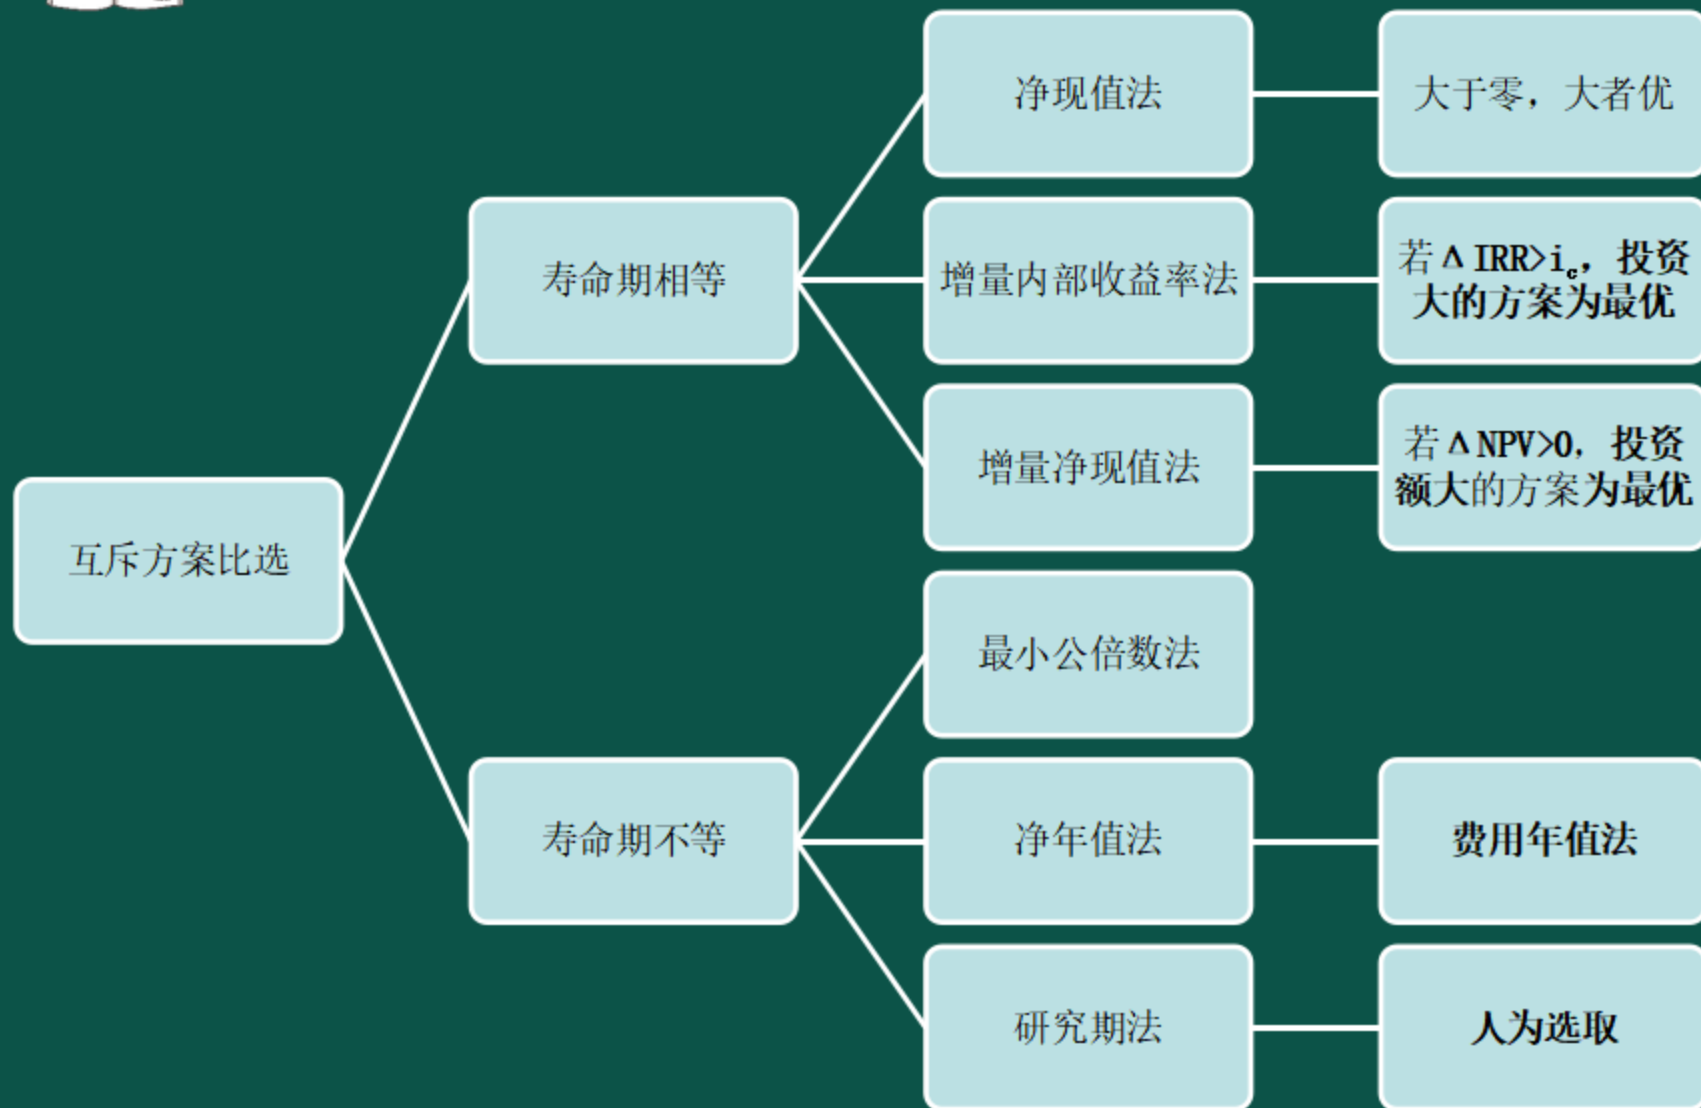 净现值法
大于零，大者优
寿命期相等
增量内部收益率法
若ΔIRR>ic，投资
大的方案为最优
增量净现值法
若ΔNPV>0，投资
额大的方案为最优
互斥方案比选
最小公倍数法
寿命期不等
净年值法
费用年值法
研究期法
人为选取